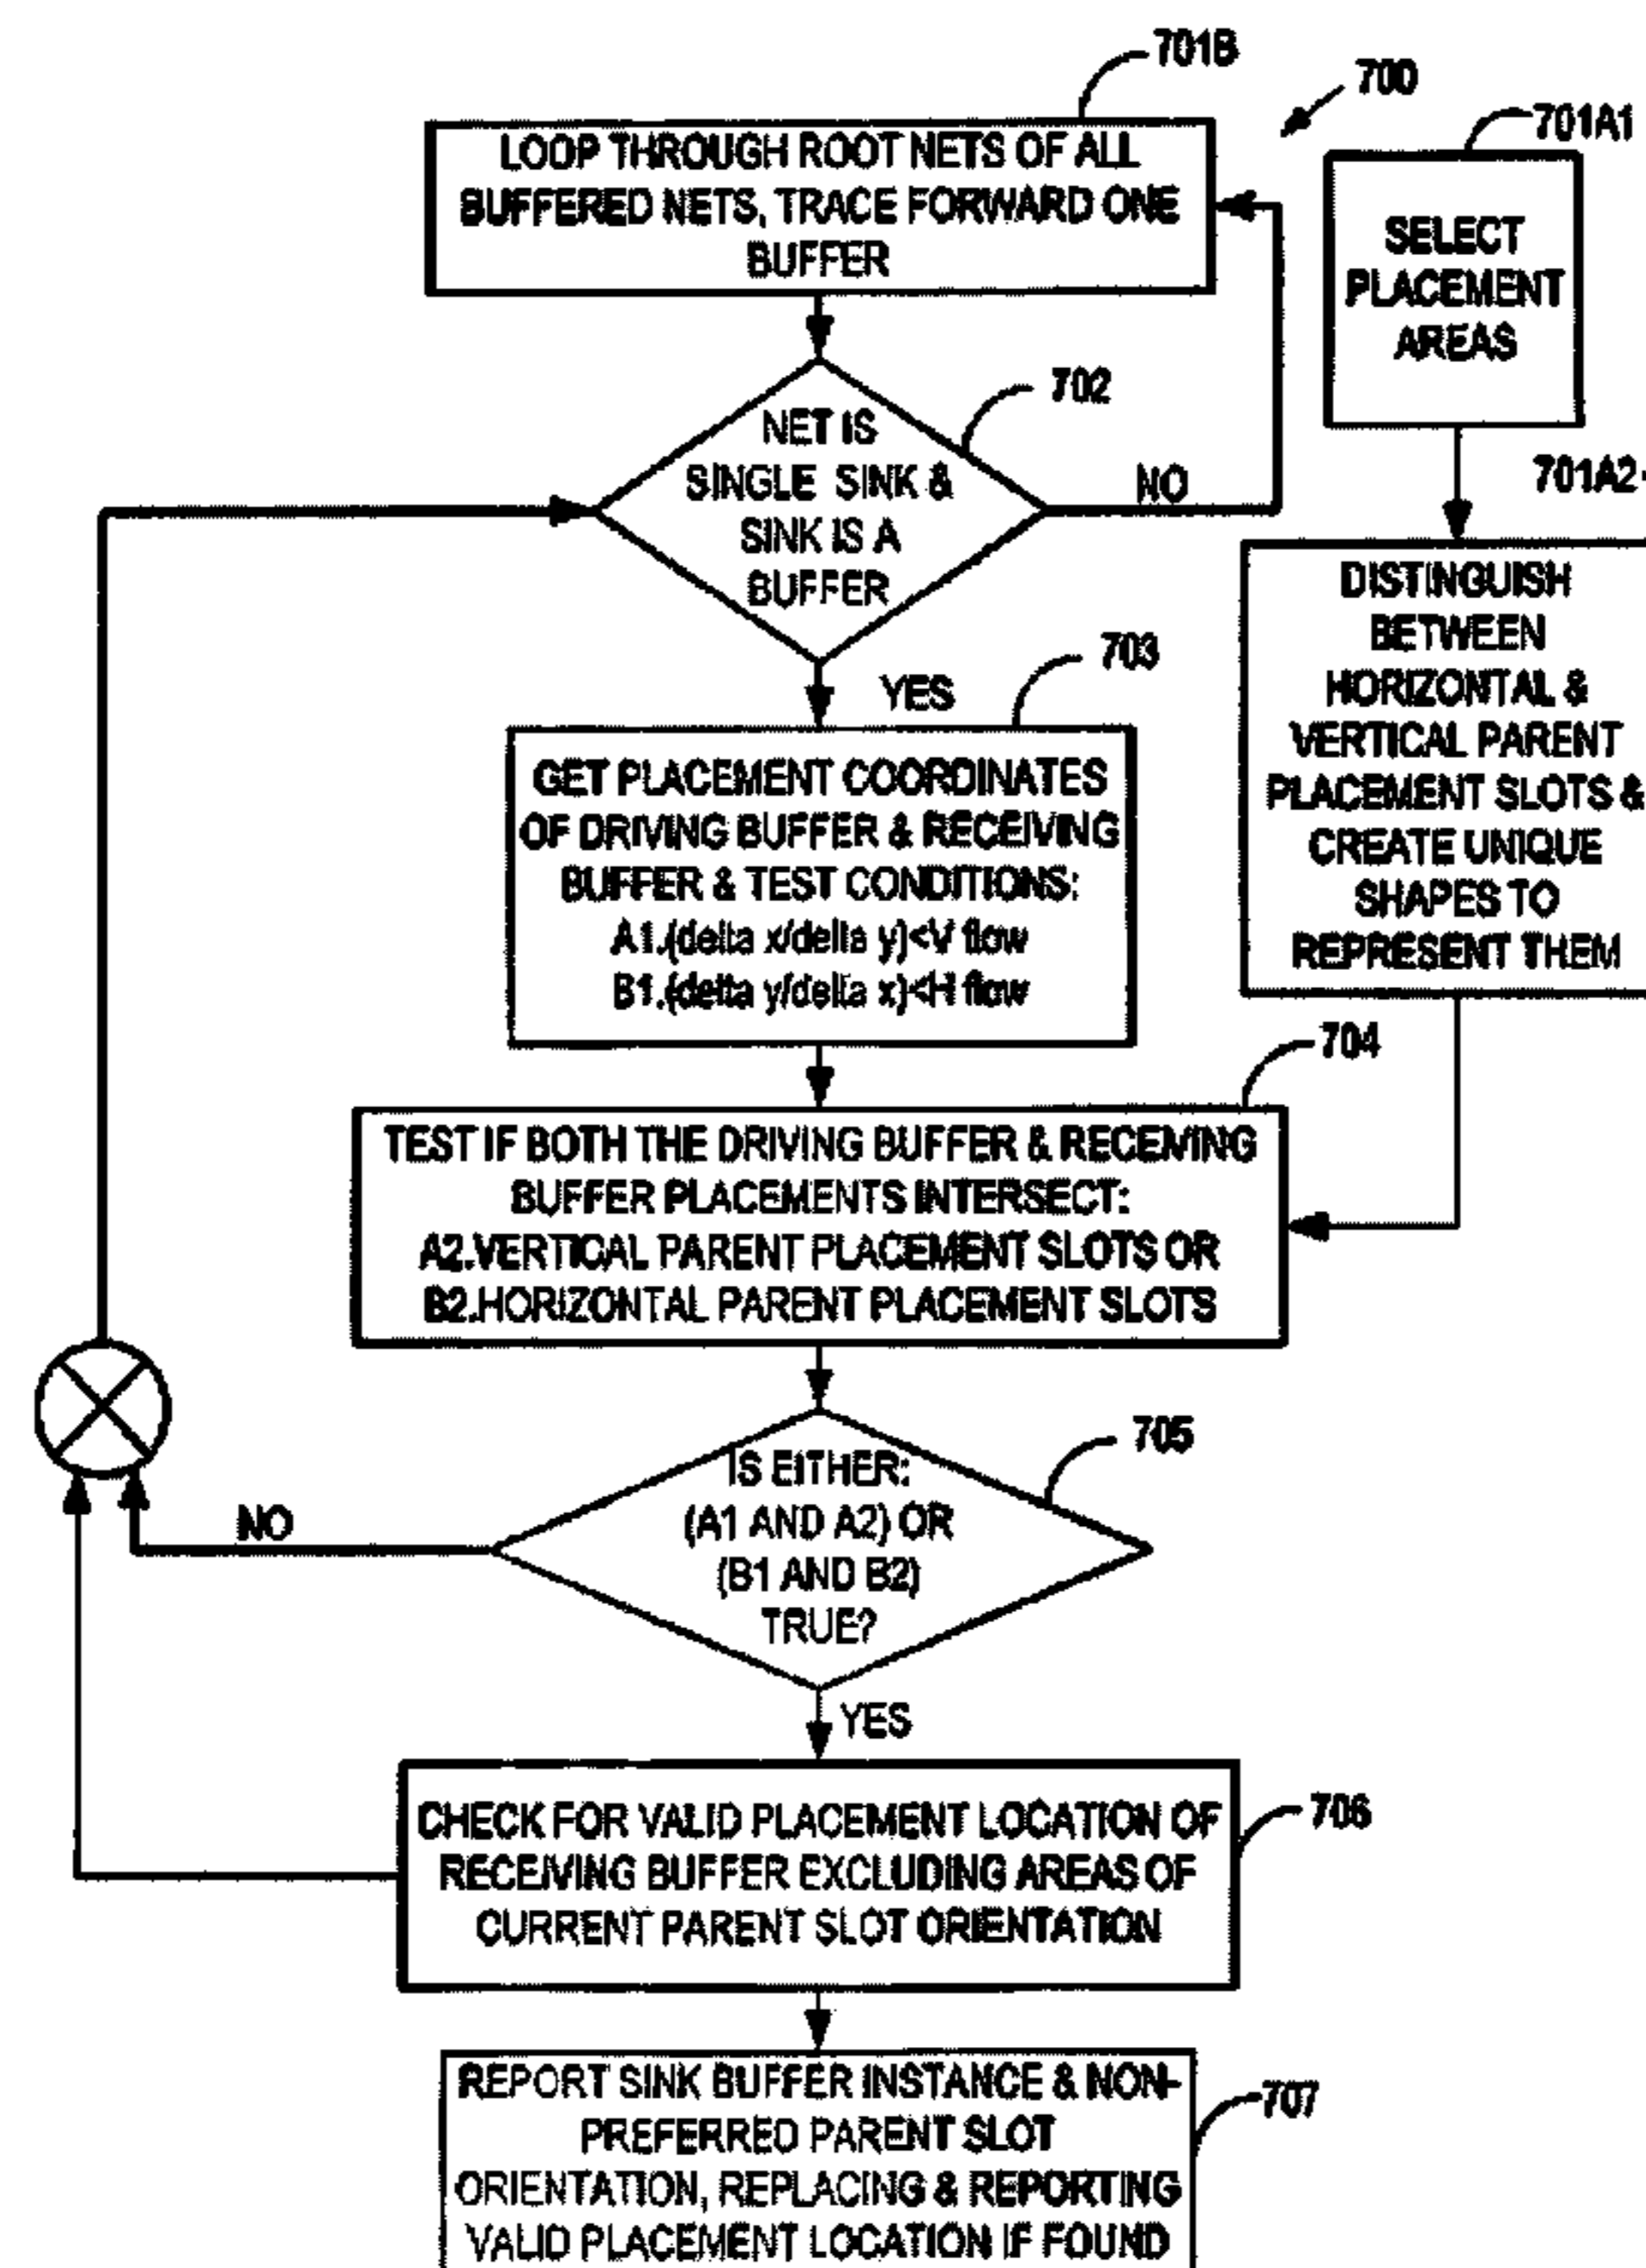 701B
700
701A1
LOOP THROUGH ROOT NETS OF ALL
BUFFERED NETS, TRACE FORWARD ONE
BUFFER
SELECT
PLACEMENT
AREAS
702
NET IS
SINGLE SINK &
SINK IS A
BUFFER
NO
701A2
YES
703
DISTINGUISH
BETWEEN
HORIZONTAL &
VERTICAL PARENT
PLACEMENT SLOTS &
CREATE UNIQUE
SHAPES TO
REPRESENT THEM
GET PLACEMENT COORDINATES
OF DRIVING BUFFER & RECEIVING
BUFFER & TEST CONDITIONS:
A1.(delta x/delta y)<V flow
B1.(delta y/delta x)<H flow
704
TEST IF BOTH THE DRIVING BUFFER & RECEIVING
BUFFER PLACEMENTS INTERSECT:
A2.VERTICAL PARENT PLACEMENT SLOTS OR
B2.HORIZONTAL PARENT PLACEMENT SLOTS
705
IS EITHER:
(A1 AND A2) OR
(B1 AND B2)
TRUE?
NO
YES
706
CHECK FOR VALID PLACEMENT LOCATION OF
RECEIVING BUFFER EXCLUDING AREAS OF
CURRENT PARENT SLOT ORIENTATION
707
REPORT SINK BUFFER INSTANCE & NON-
PREFERRED PARENT SLOT
ORIENTATION, REPLACING & REPORTING
VALID PLACEMENT LOCATION IF FOUND